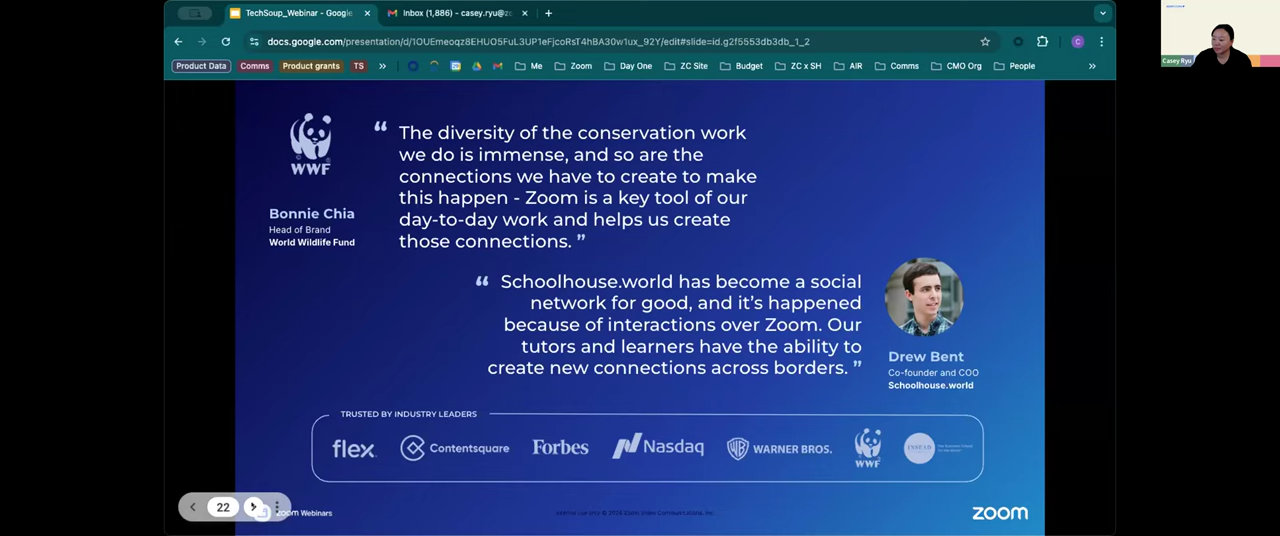 TechSoup_Webinar - Google
Inbox (1,886) - casey.ryu@zo
docs.google.com/presentation/d/1OUEmeoqz8EHUO5FuL3UP1eFjcoRsT4hBA30w1ux_92Y/edit#slide=id.g2f5553db3db_1_2
C
Product Data
Comms
Product grants
TS
Me
Zoom
Day One
ZC Site
Budget
ZC x SH
AIR
Comms
CMO Org
People
Casey Ryu
WWF
Bonnie Chia
Head of Brand
World Wildlife Fund
“ The diversity of the conservation work
we do is immense, and so are the
connections we have to create to make
this happen - Zoom is a key tool of our
day-to-day work and helps us create
those connections. ”
“ Schoolhouse.world has become a social
network for good, and it’s happened
because of interactions over Zoom. Our
tutors and learners have the ability to
create new connections across borders. ”
Drew Bent
Co-founder and COO
Schoolhouse.world
TRUSTED BY INDUSTRY LEADERS
flex
Contentsquare
Forbes
Nasdaq
WB WARNER BROS.
WWF
INSEAD
22
Zoom Webinars
zoom